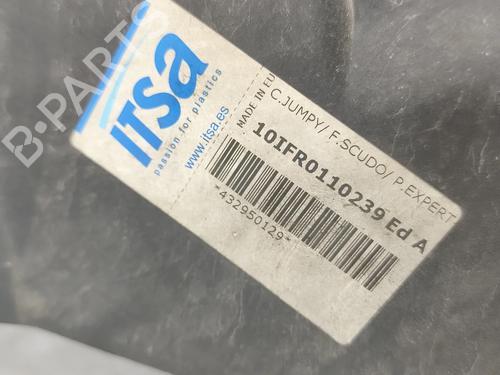 B-PARTS
ITSA
passion for plastics
www.itsa.es
MADE IN EU
C.JUMPY/ F.SCUDO/ P.EXPERT
10IFR0110239 Ed A
-432950129-